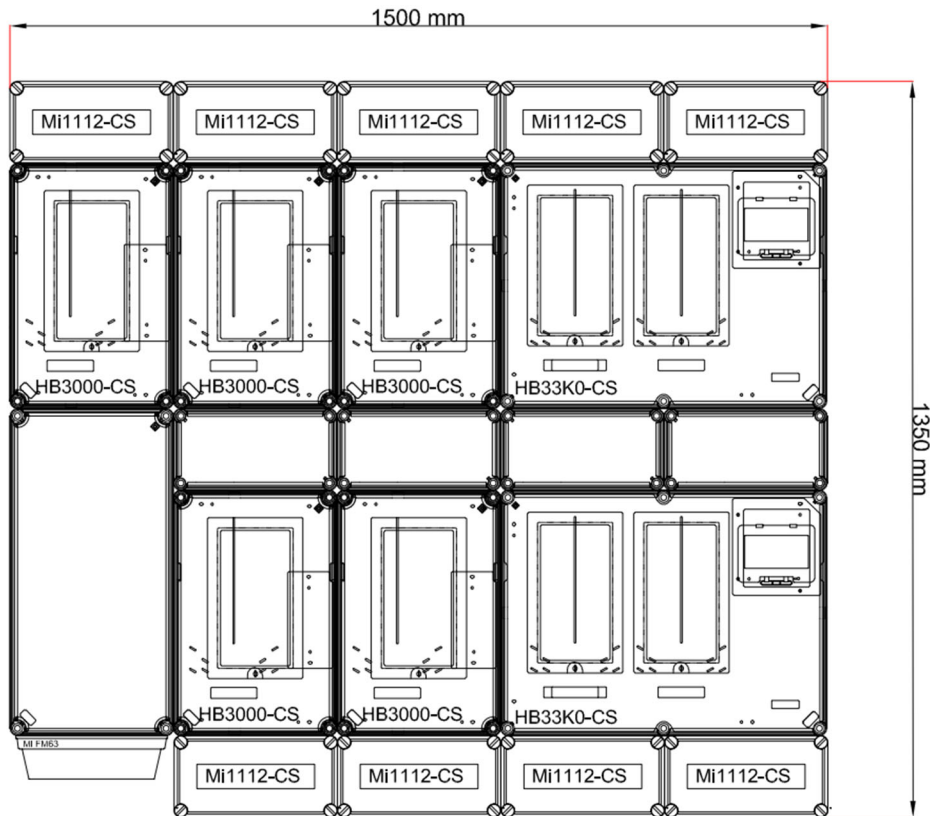 1500 mm
Mi1112-CS Mi1112-CS Mi1112-CS Mi1112-CS Mi1112-CS
HB3000-CS HB3000-CS HB3000-CS HB33K0-CS
1350 mm
HB3000-CS HB3000-CS HB33K0-CS
MI FM63
Mi1112-CS Mi1112-CS Mi1112-CS Mi1112-CS